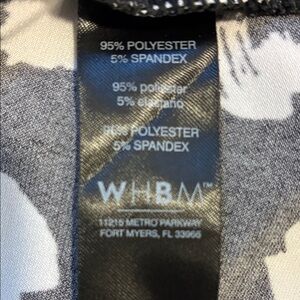 95% POLYESTER
5% SPANDEX
95% polyester
5% elastano
95% POLYESTER
5% SPANDEX
WHBM™
11215 METRO PARKWAY
FORT MYERS, FL 33966